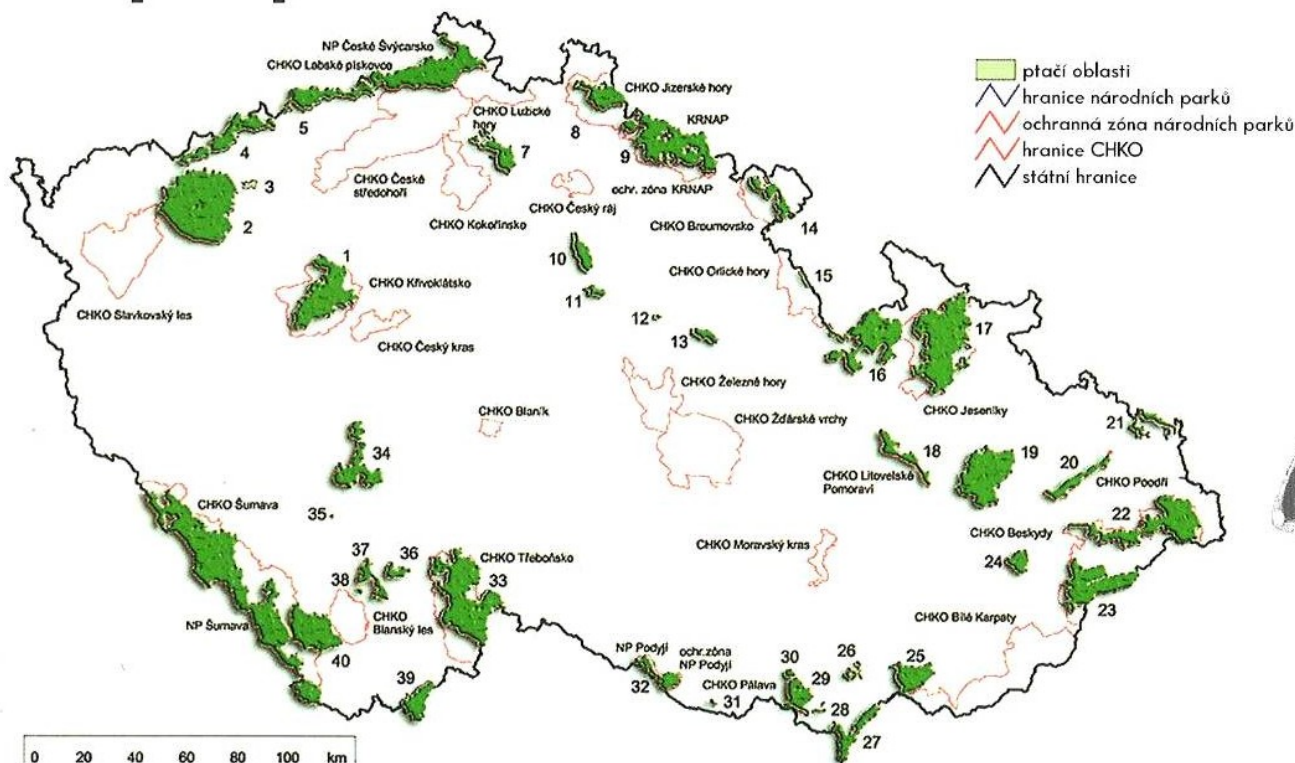 NP České Švýcarsko
CHKO Labské pískovce
CHKO Jizerské hory
CHKO Lužické
hory
KRNAP
5
4
8
7
9
3
2
CHKO České
středohoří
ochr. zóna KRNAP
CHKO Český ráj
CHKO Kokořínsko
CHKO Broumovsko
14
1
10
CHKO Orlické hory
15
CHKO Křivoklátsko
11
CHKO Slavkovský les
12
17
CHKO Český kras
13
16
CHKO Železné hory
CHKO Jeseníky
CHKO Blaník
CHKO Žďárské vrchy
21
34
18
19
20
CHKO Litovelské
Pomoraví
CHKO Poodří
CHKO Šumava
35
22
CHKO Beskydy
CHKO Moravský kras
37
36
CHKO Třeboňsko
24
38
33
23
CHKO Bílé Karpaty
NP Šumava
CHKO
Blanský les
40
NP Podyjí
ochr.zóna
NP Podyjí
26
25
30
39
32
CHKO Pálava
29
31
28
27
0 20 40 60 80 100 km
ptačí oblasti
hranice národních parků
ochranná zóna národních parků
hranice CHKO
státní hranice